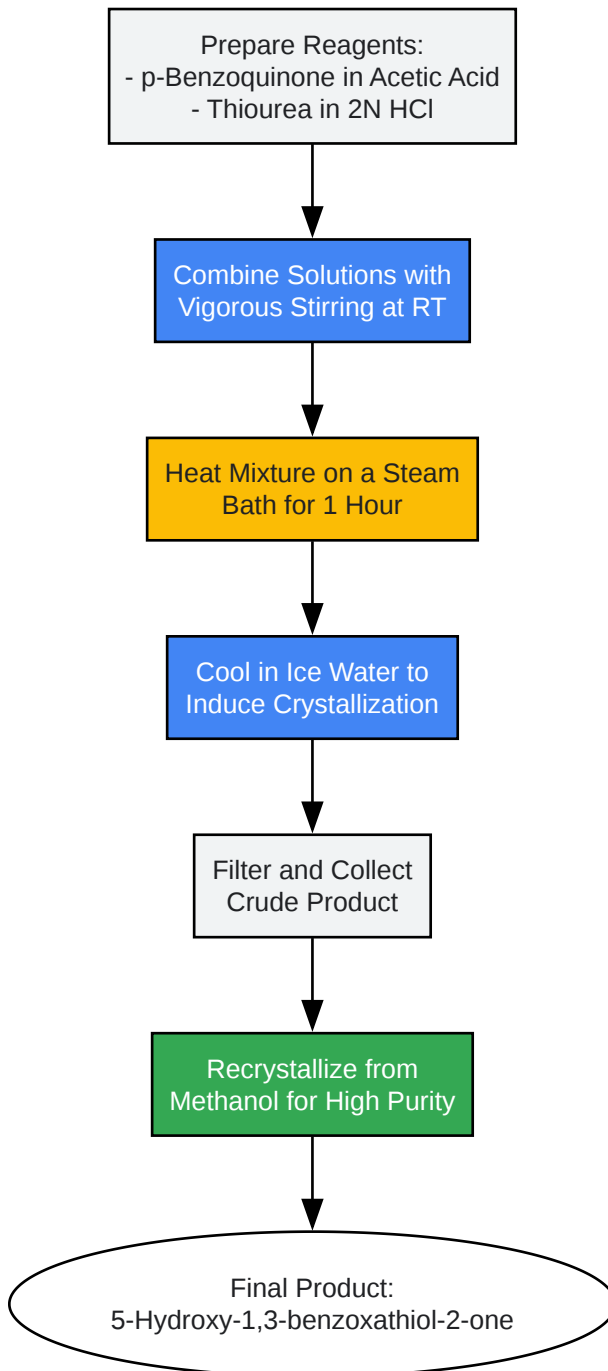 Prepare Reagents:
- p-Benzoquinone in Acetic Acid
- Thiourea in 2N HCl
Combine Solutions with
Vigorous Stirring at RT
Heat Mixture on a Steam
Bath for 1 Hour
Cool in Ice Water to
Induce Crystallization
Filter and Collect
Crude Product
Recrystallize from
Methanol for High Purity
Final Product:
5-Hydroxy-1,3-benzoxathiol-2-one